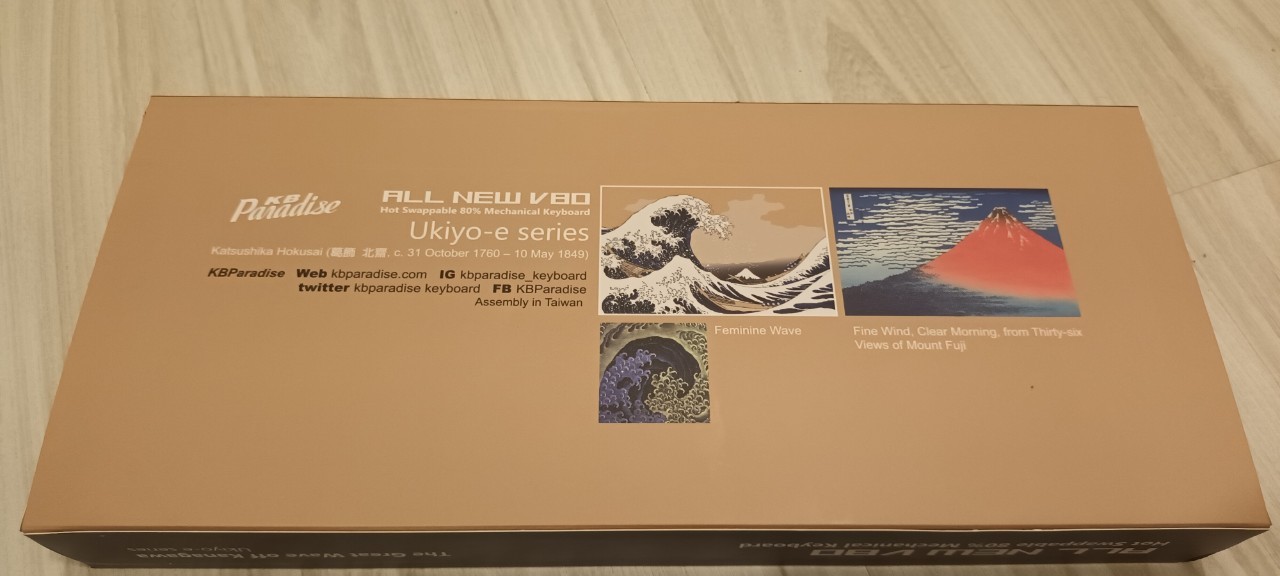 KB
Paradise
ALL NEW V80
Hot Swappable 80% Mechanical Keyboard
Ukiyo-e series
Katsushika Hokusai (葛飾 北斎, c. 31 October 1760 – 10 May 1849)
KBParadise Web kbparadise.com IG kbparadise_keyboard
twitter kbparadise keyboard FB KBParadise
Assembly in Taiwan
Feminine Wave
Fine Wind, Clear Morning, from Thirty-six
Views of Mount Fuji
The Great Wave off Kanagawa
Ukiyo-e series
ALL NEW V80
Hot Swappable 80% Mechanical Keyboard